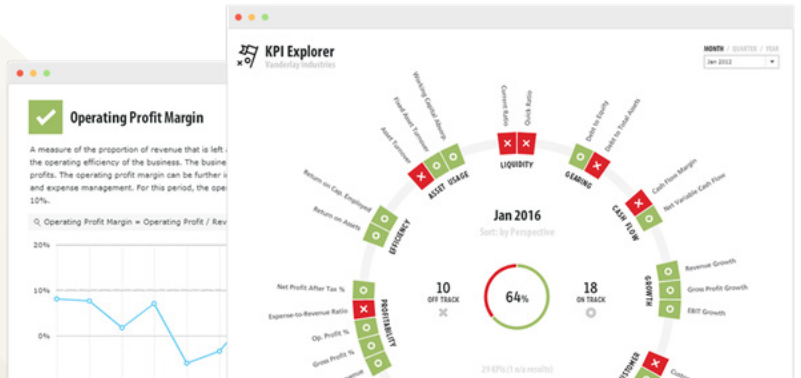 KPI Explorer
Vanderlay Industries
MONTH / QUARTER / YEAR
Jan 2012
Operating Profit Margin
A measure of the proportion of revenue that is left
the operating efficiency of the business. The busine
profits. The operating profit margin can be further i
and expense management. For this period, the ope
10%.
Operating Profit Margin = Operating Profit / Rev
20%
10%
0%
Working Capital Absorp.
Fixed Asset Turnover
Asset Turnover
ASSET USAGE
Current Ratio
Quick Ratio
LIQUIDITY
Debt to Equity
Debt to Total Assets
GEARING
Cash Flow Margin
Net Variable Cash Flow
CASH FLOW
Return on Cap. Employed
Return on Assets
EFFICIENCY
Revenue Growth
Gross Profit Growth
EBIT Growth
GROWTH
Net Profit After Tax %
Expense-to-Revenue Ratio
Op. Profit %
Gross Profit %
PROFITABILITY
Jan 2016
Sort: by Perspective
10
OFF TRACK
64%
18
ON TRACK
29 KPIs (1 n/a results)